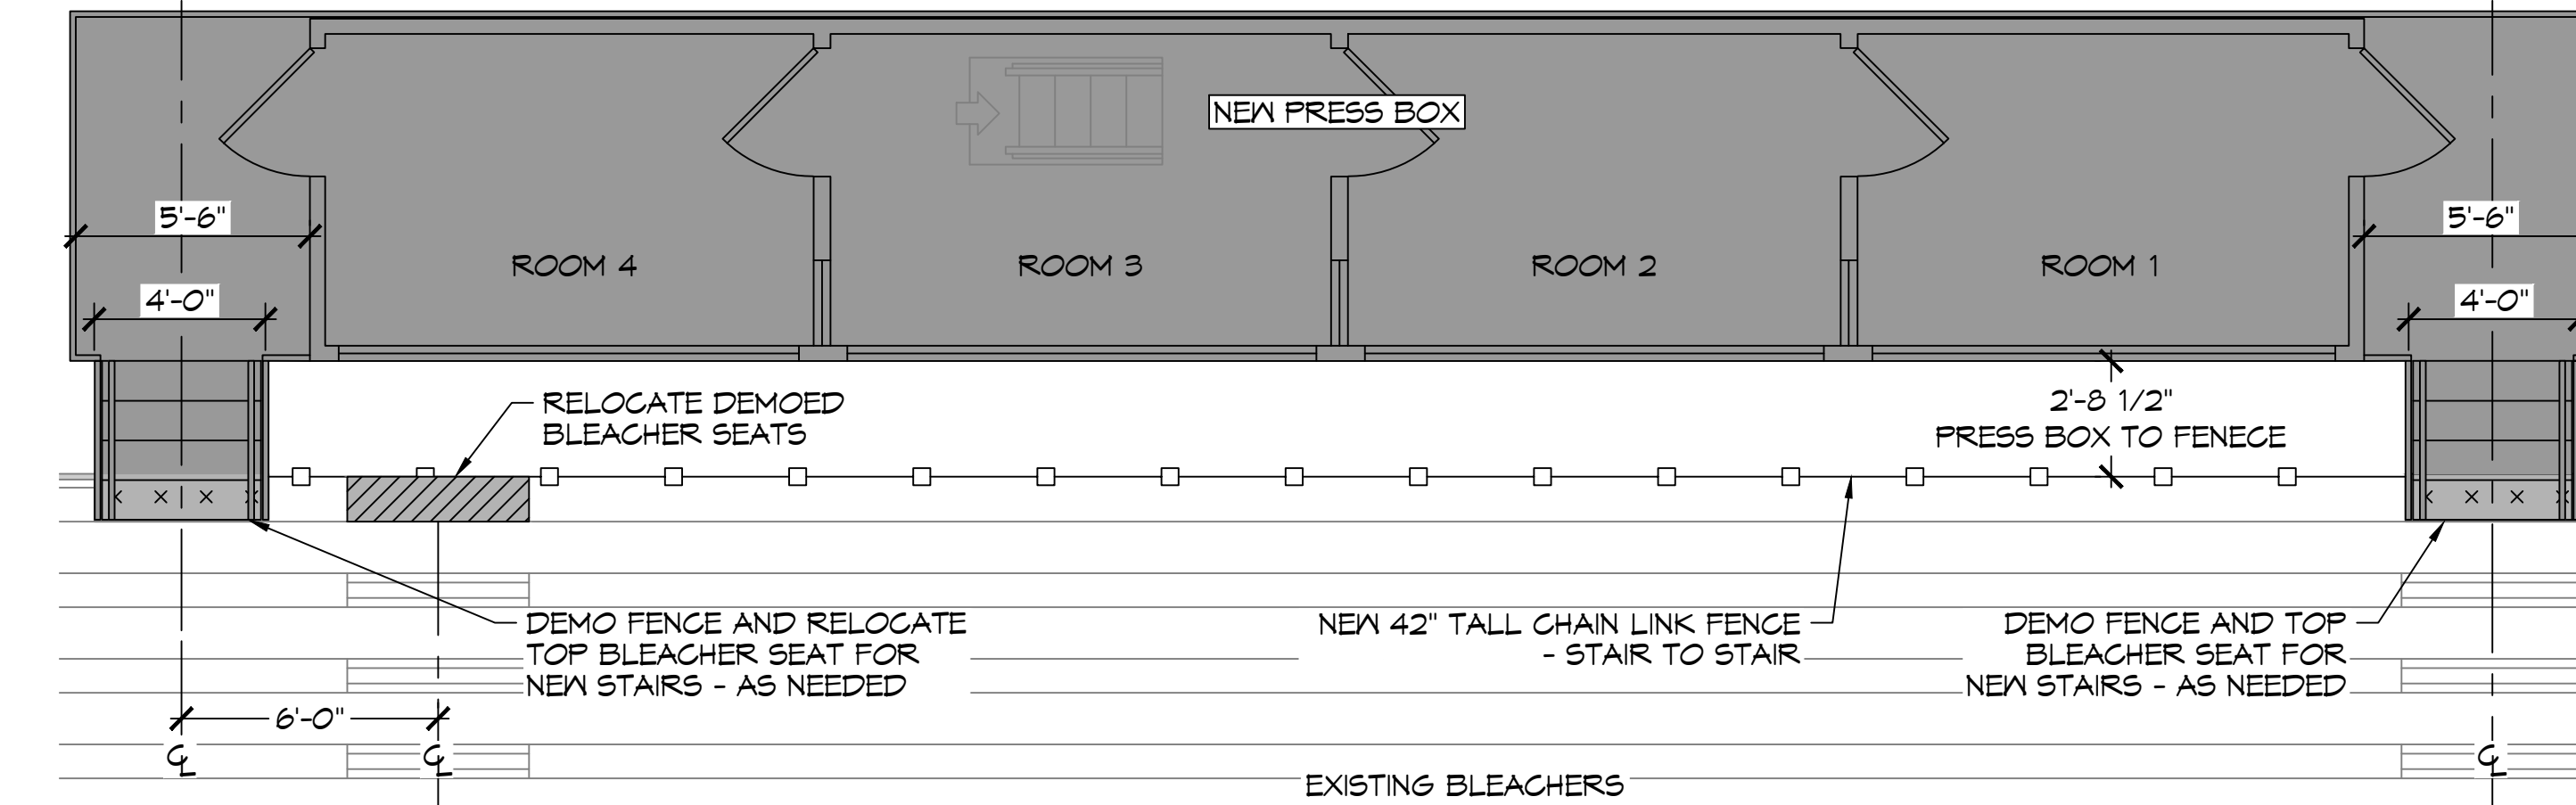 NEW PRESS BOX
5'-6"
5'-6"
ROOM 4
ROOM 3
ROOM 2
ROOM 1
4'-0"
4'-0"
RELOCATE DEMOED
BLEACHER SEATS
2'-8 1/2"
PRESS BOX TO FENECE
DEMO FENCE AND RELOCATE
TOP BLEACHER SEAT FOR
NEW STAIRS - AS NEEDED
NEW 42" TALL CHAIN LINK FENCE
- STAIR TO STAIR
DEMO FENCE AND TOP
BLEACHER SEAT FOR
NEW STAIRS - AS NEEDED
6'-0"
℄
℄
℄
EXISTING BLEACHERS